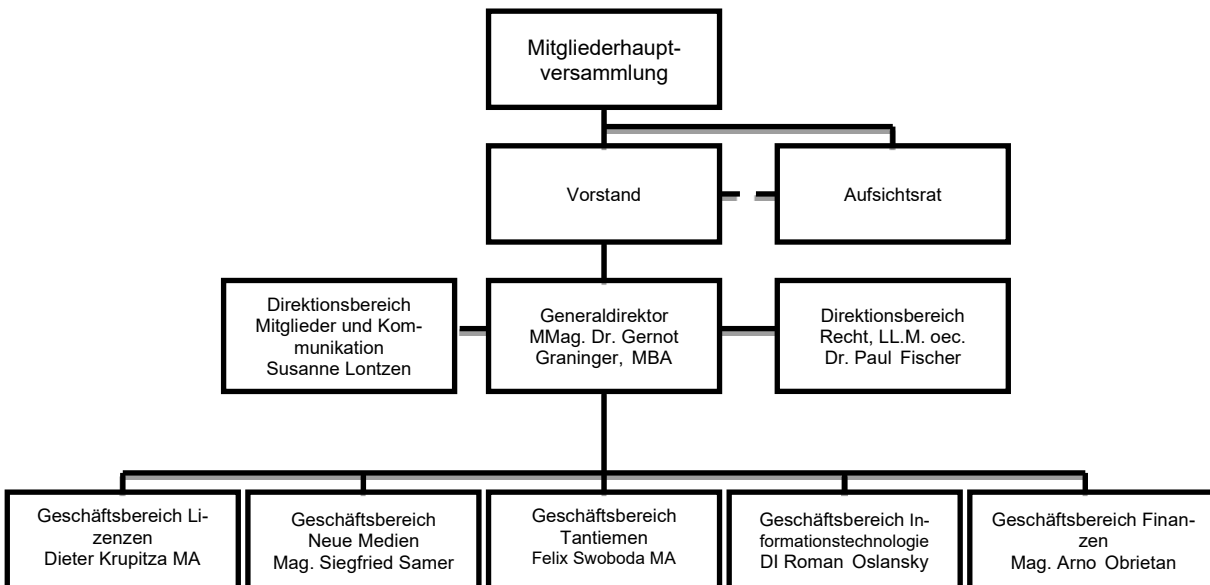 Mitgliederhaupt-
versammlung
Vorstand
Aufsichtsrat
Direktionsbereich
Mitglieder und Kom-
munikation
Susanne Lontzen
Generaldirektor
MMag. Dr. Gernot
Graninger, MBA
Direktionsbereich
Recht, LL.M. oec.
Dr. Paul Fischer
Geschäftsbereich Li-
zenzen
Dieter Krupitza MA
Geschäftsbereich
Neue Medien
Mag. Siegfried Samer
Geschäftsbereich
Tantiemen
Felix Swoboda MA
Geschäftsbereich In-
formationstechnologie
DI Roman Oslansky
Geschäftsbereich Finan-
zen
Mag. Arno Obrietan